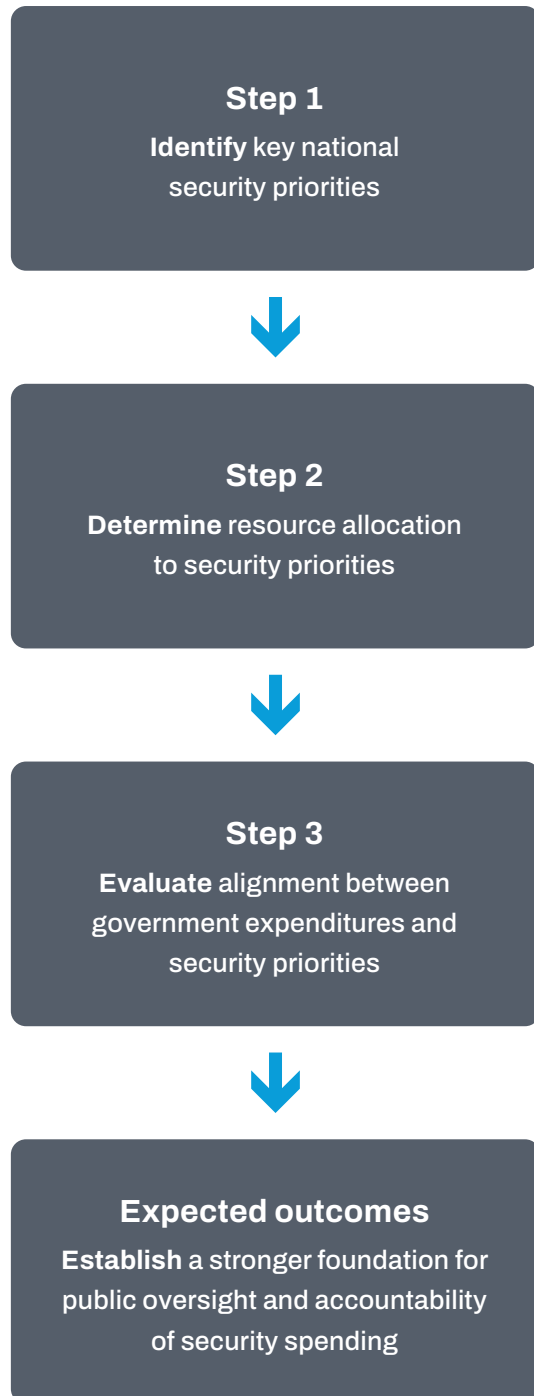 Step 1
Identify key national
security priorities
Step 2
Determine resource allocation
to security priorities
Step 3
Evaluate alignment between
government expenditures and
security priorities
Expected outcomes
Establish a stronger foundation for
public oversight and accountability
of security spending